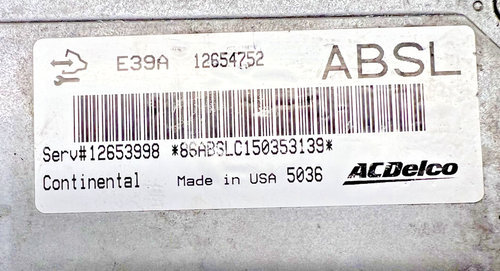 E39A 12654752 ABSL
Serv#12653998 *86ABSLC150353139*
Continental Made in USA 5036 ACDelco